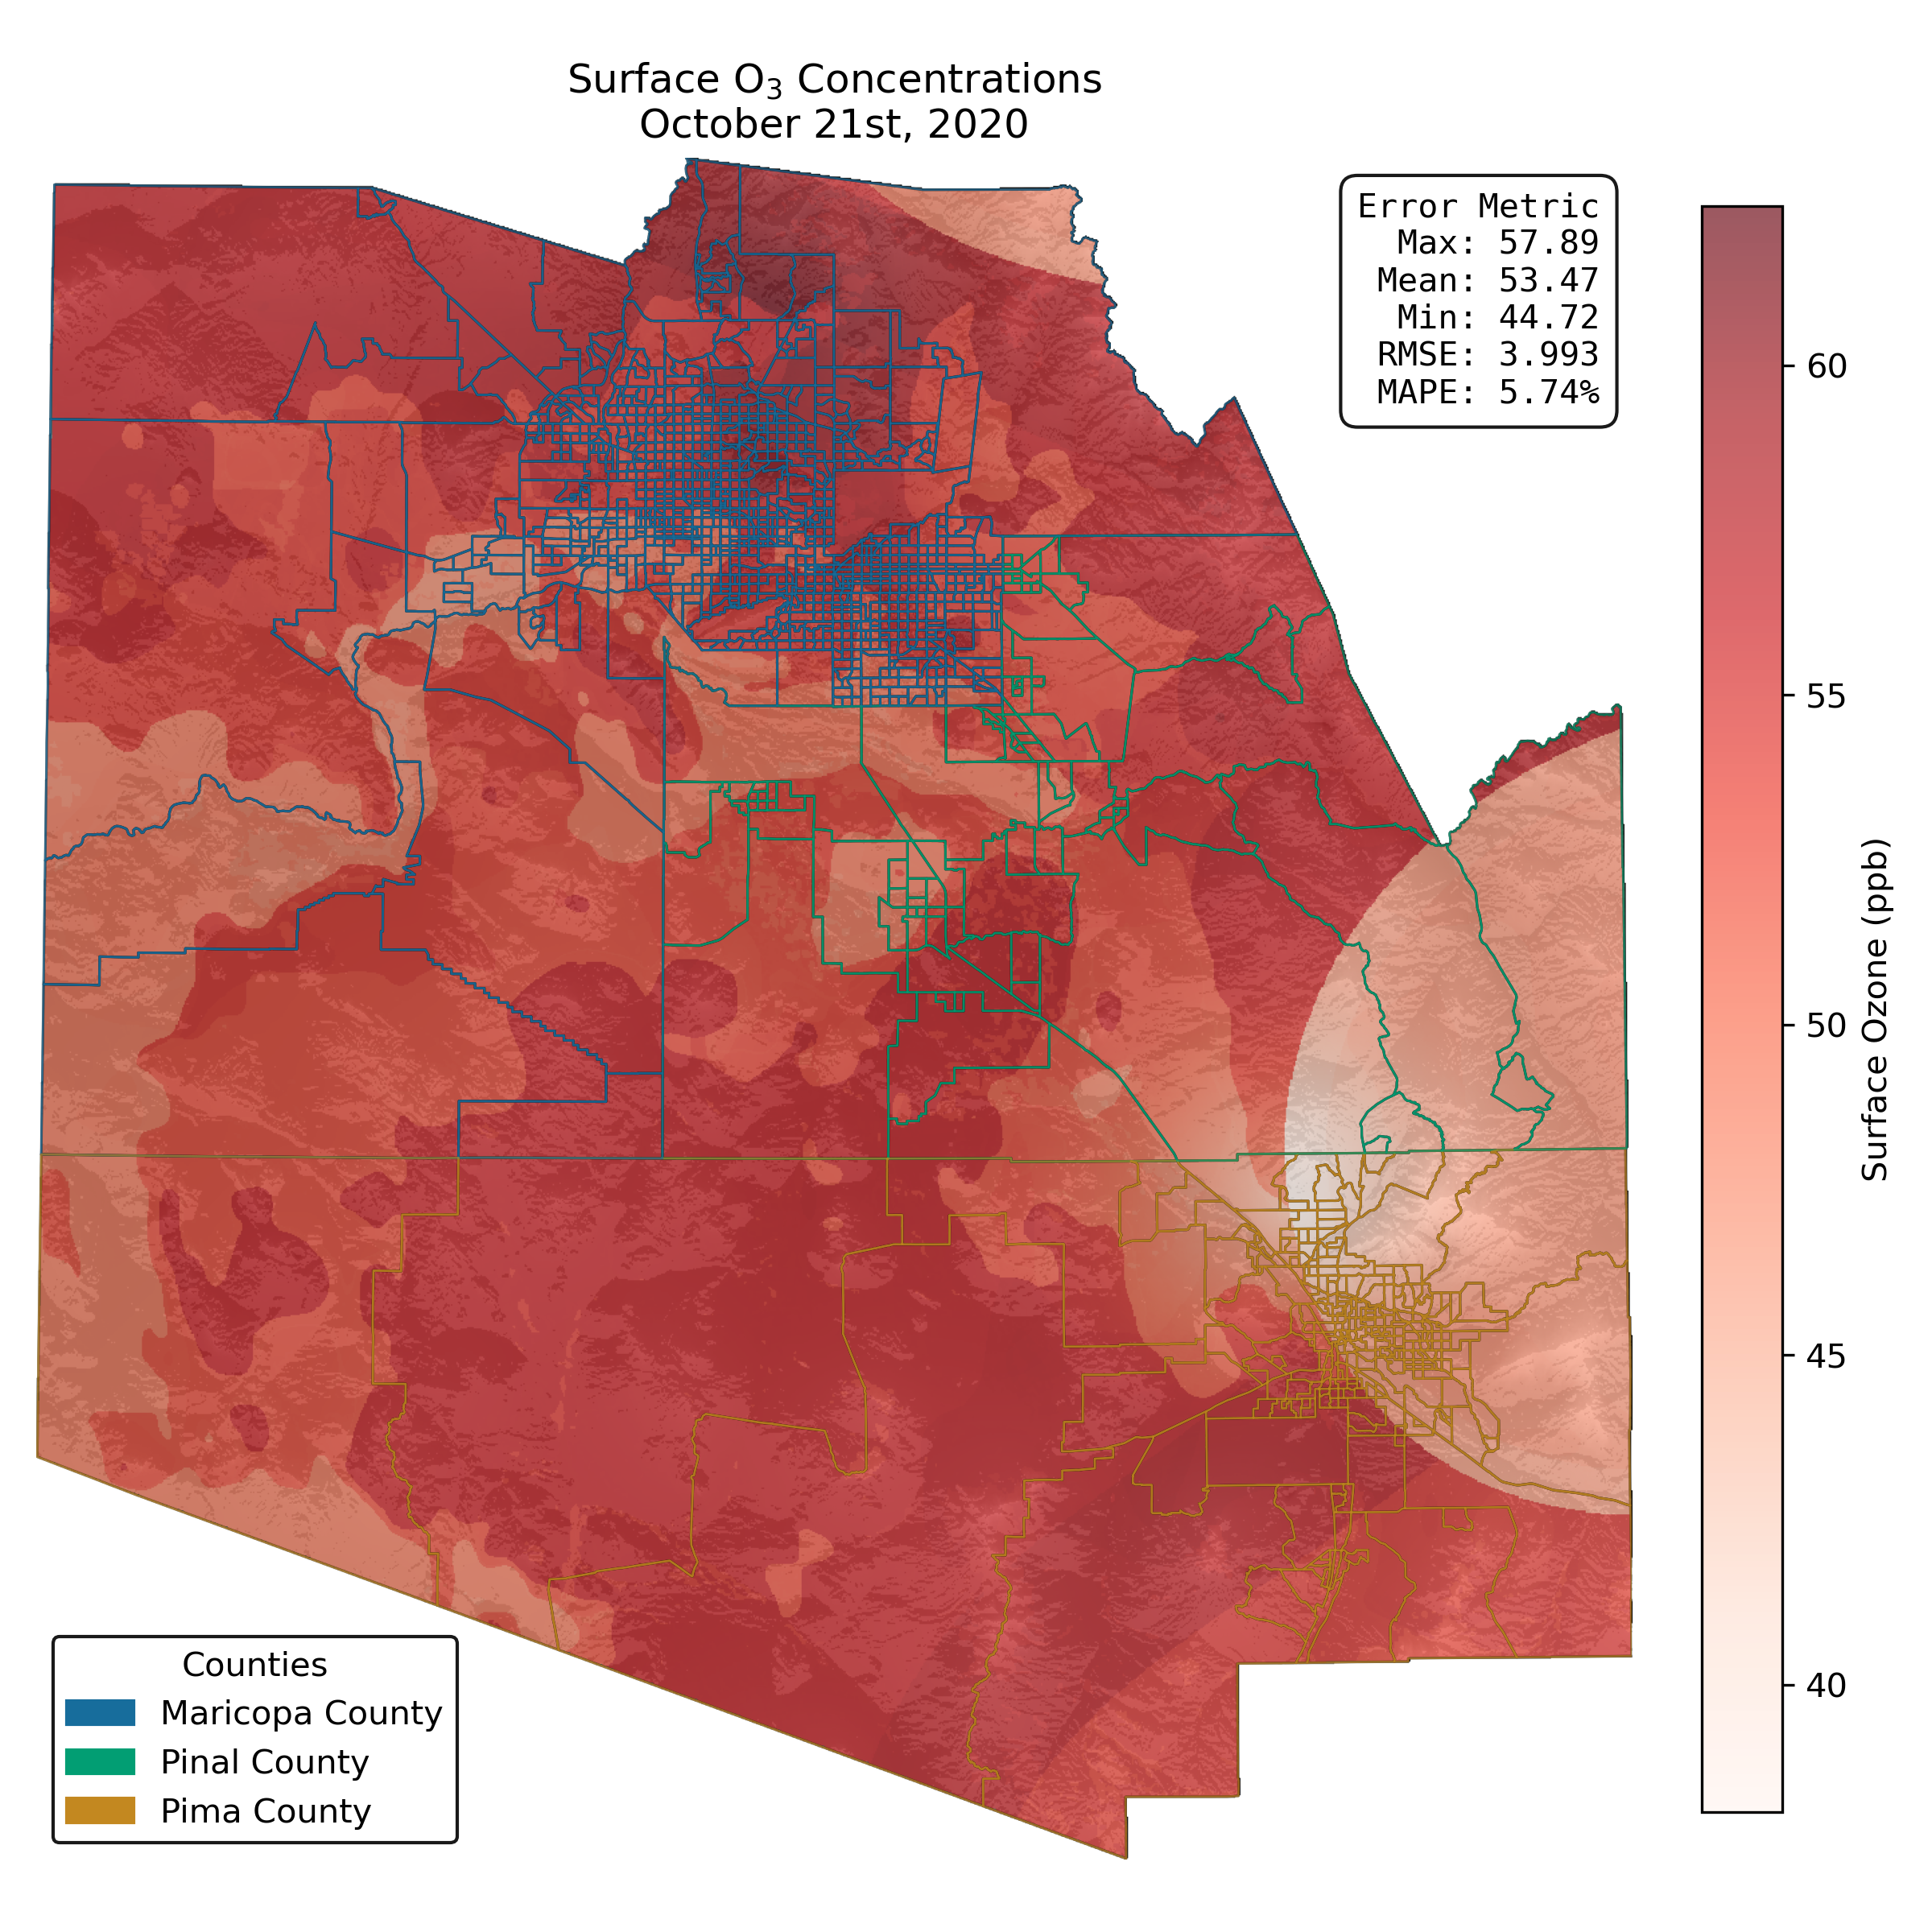 Surface O₃ Concentrations
October 21st, 2020
Error Metric
Max: 57.89
Mean: 53.47
Min: 44.72
RMSE: 3.993
MAPE: 5.74%
60
55
50
45
40
Surface Ozone (ppb)
Counties
Maricopa County
Pinal County
Pima County